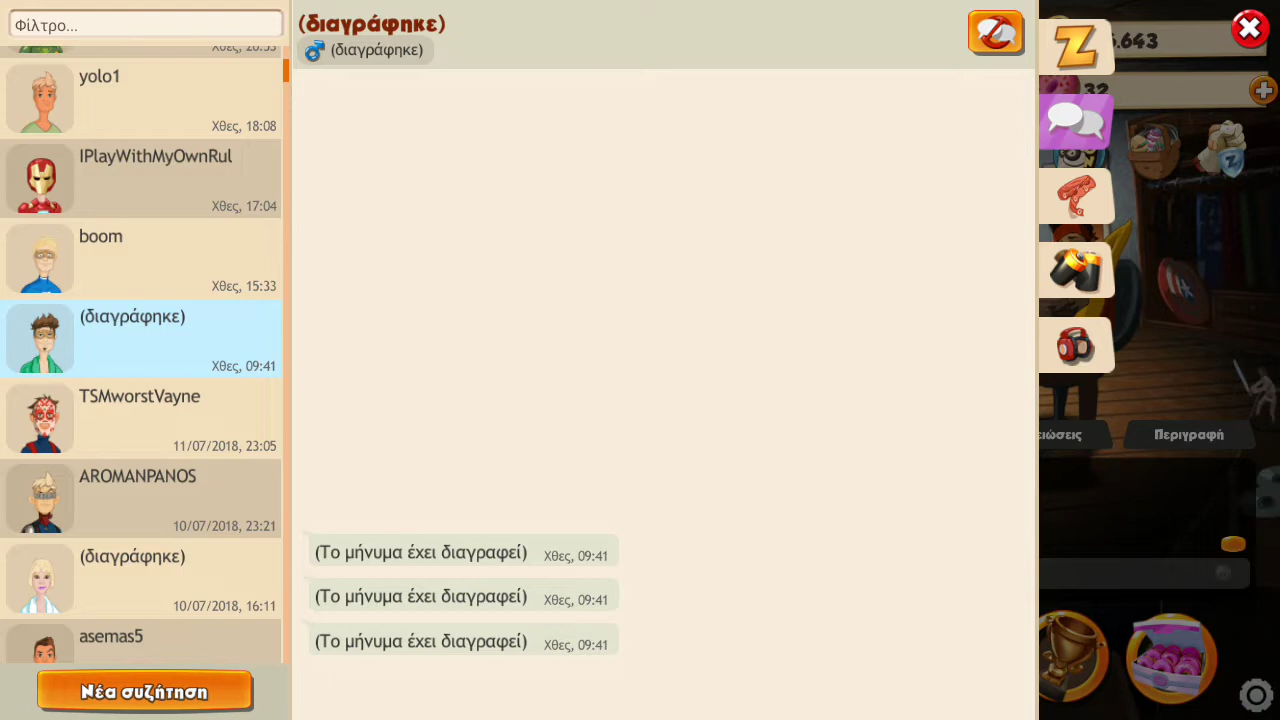 Φίλτρο...
yolo1
Χθες, 18:08
IPlayWithMyOwnRul
Χθες, 17:04
boom
Χθες, 15:33
(διαγράφηκε)
Χθες, 09:41
TSMworstVayne
11/07/2018, 23:05
AROMANPANOS
10/07/2018, 23:21
(διαγράφηκε)
10/07/2018, 16:11
asemas5
Νέα συζήτηση
(διαγράφηκε)
(διαγράφηκε)
(Το μήνυμα έχει διαγραφεί) Χθες, 09:41
(Το μήνυμα έχει διαγραφεί) Χθες, 09:41
(Το μήνυμα έχει διαγραφεί) Χθες, 09:41
Περιγραφή